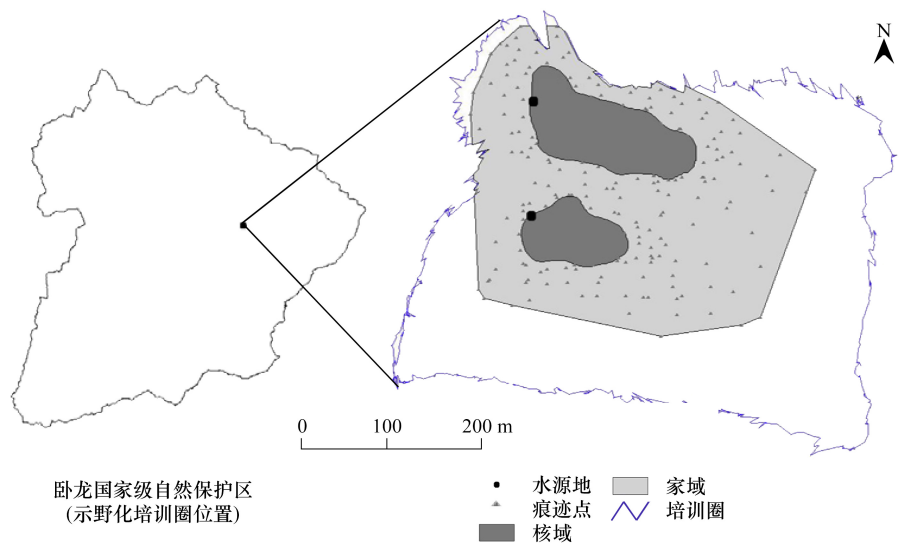 N
0 100 200 m
卧龙国家级自然保护区
(示野化培训圈位置)
水源地 家域
痕迹点 培训圈
核域